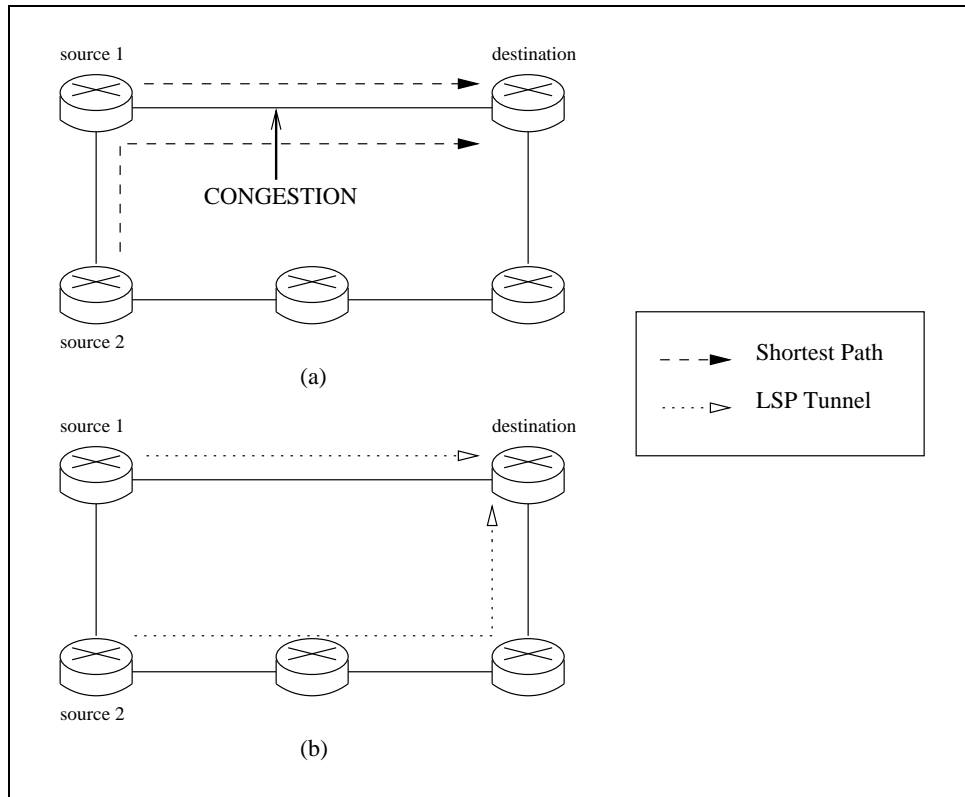 source 1
destination
CONGESTION
source 2
(a)
Shortest Path
LSP Tunnel
source 1
destination
source 2
(b)